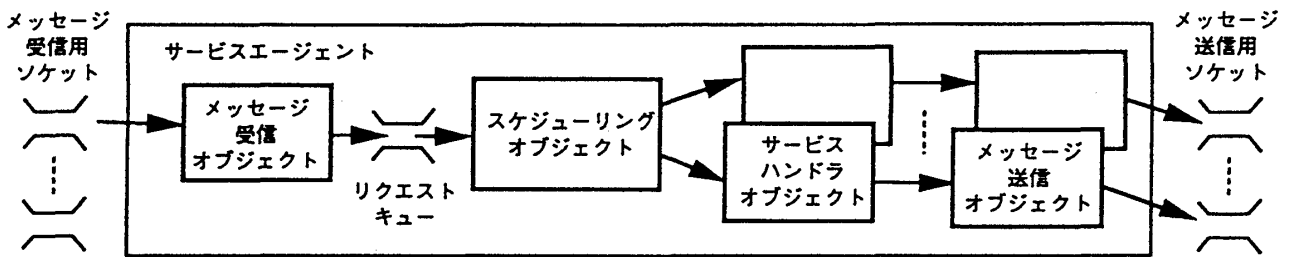 メッセージ
受信用
ソケット
サービスエージェント
メッセージ
受信
オブジェクト
リクエスト
キュー
スケジューリング
オブジェクト
サービス
ハンドラ
オブジェクト
メッセージ
送信
オブジェクト
メッセージ
送信用
ソケット